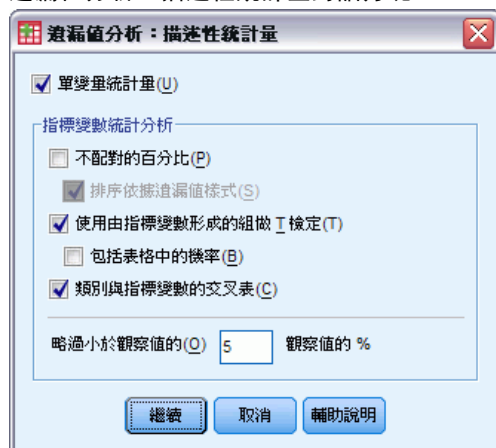 遺漏值分析：描述性統計量
單變量統計量(U)
指標變數統計分析
不配對的百分比(P)
排序依據遺漏值樣式(S)
使用由指標變數形成的組做 T 檢定(T)
包括表格中的機率(B)
類別與指標變數的交叉表(C)
略過小於觀察值的(O) 5 觀察值的 %
繼續 取消 輔助說明